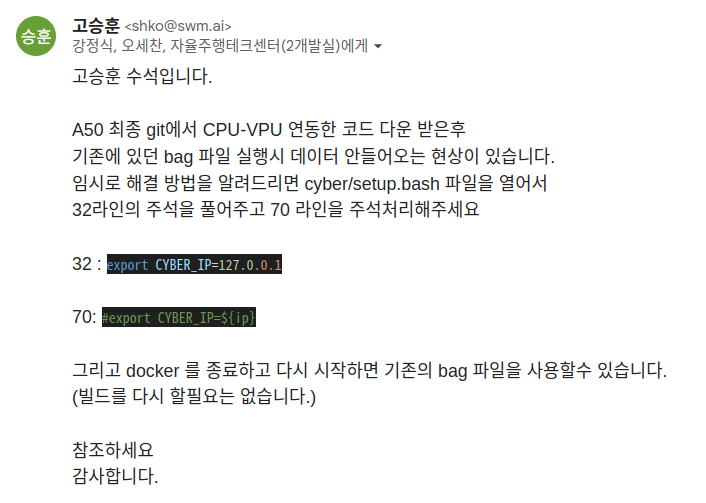 승훈
고승훈 <shko@swm.ai>
강정식, 오세찬, 자율주행테크센터(2개발실)에게
고승훈 수석입니다.
A50 최종 git에서 CPU-VPU 연동한 코드 다운 받은후
기존에 있던 bag 파일 실행시 데이터 안들어오는 현상이 있습니다.
임시로 해결 방법을 알려드리면 cyber/setup.bash 파일을 열어서
32라인의 주석을 풀어주고 70 라인을 주석처리해주세요
32 : export CYBER_IP=127.0.0.1
70: #export CYBER_IP=${ip}
그리고 docker 를 종료하고 다시 시작하면 기존의 bag 파일을 사용할수 있습니다.
(빌드를 다시 할필요는 없습니다.)
참조하세요
감사합니다.